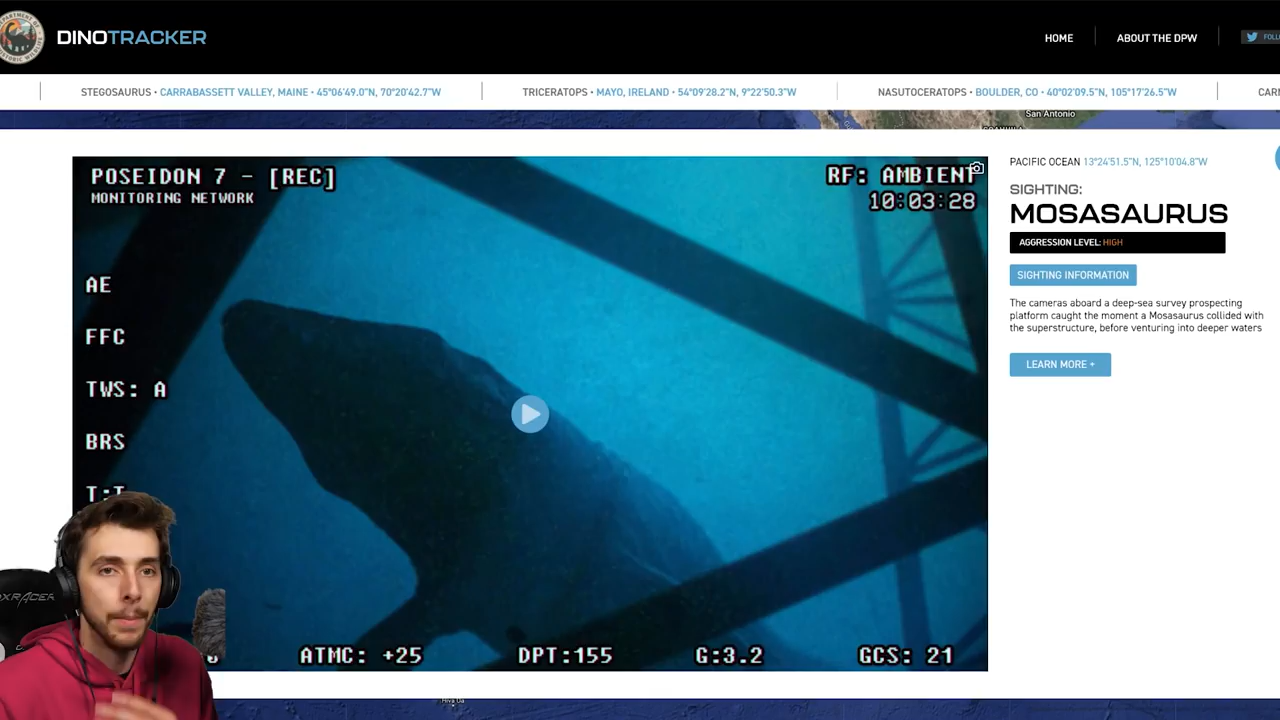 DINOTRACKER
HOME
ABOUT THE DPW
STEGOSAURUS • CARRABASSETT VALLEY, MAINE • 45°06'49.0"N, 70°20'42.7"W
TRICERATOPS • MAYO, IRELAND • 54°09'28.2"N, 9°22'50.3"W
NASUTOCERATOPS • BOULDER, CO • 40°02'09.5"N, 105°17'26.5"W
San Antonio
POSEIDON 7 - [REC]
MONITORING NETWORK
RF: AMBIENT
10:03:28
AE
FFC
TWS: A
BRS
T:T
ATMC: +25
DPT:155
G:3.2
GCS: 21
PACIFIC OCEAN 13°24'51.5"N, 125°10'04.8"W
SIGHTING:
MOSASAURUS
AGGRESSION LEVEL: HIGH
SIGHTING INFORMATION
The cameras aboard a deep-sea survey prospecting
platform caught the moment a Mosasaurus collided with
the superstructure, before venturing into deeper waters
LEARN MORE +
Hiva Oa